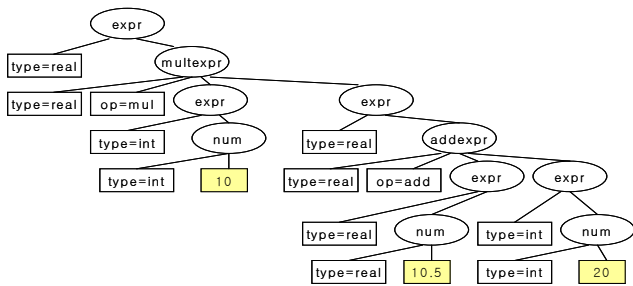 expr
type=real
multexpr
type=real op=mul expr expr
type=int num type=real addexpr
type=int 10 type=real op=add expr expr
type=real num type=int num
type=real 10.5 type=int 20